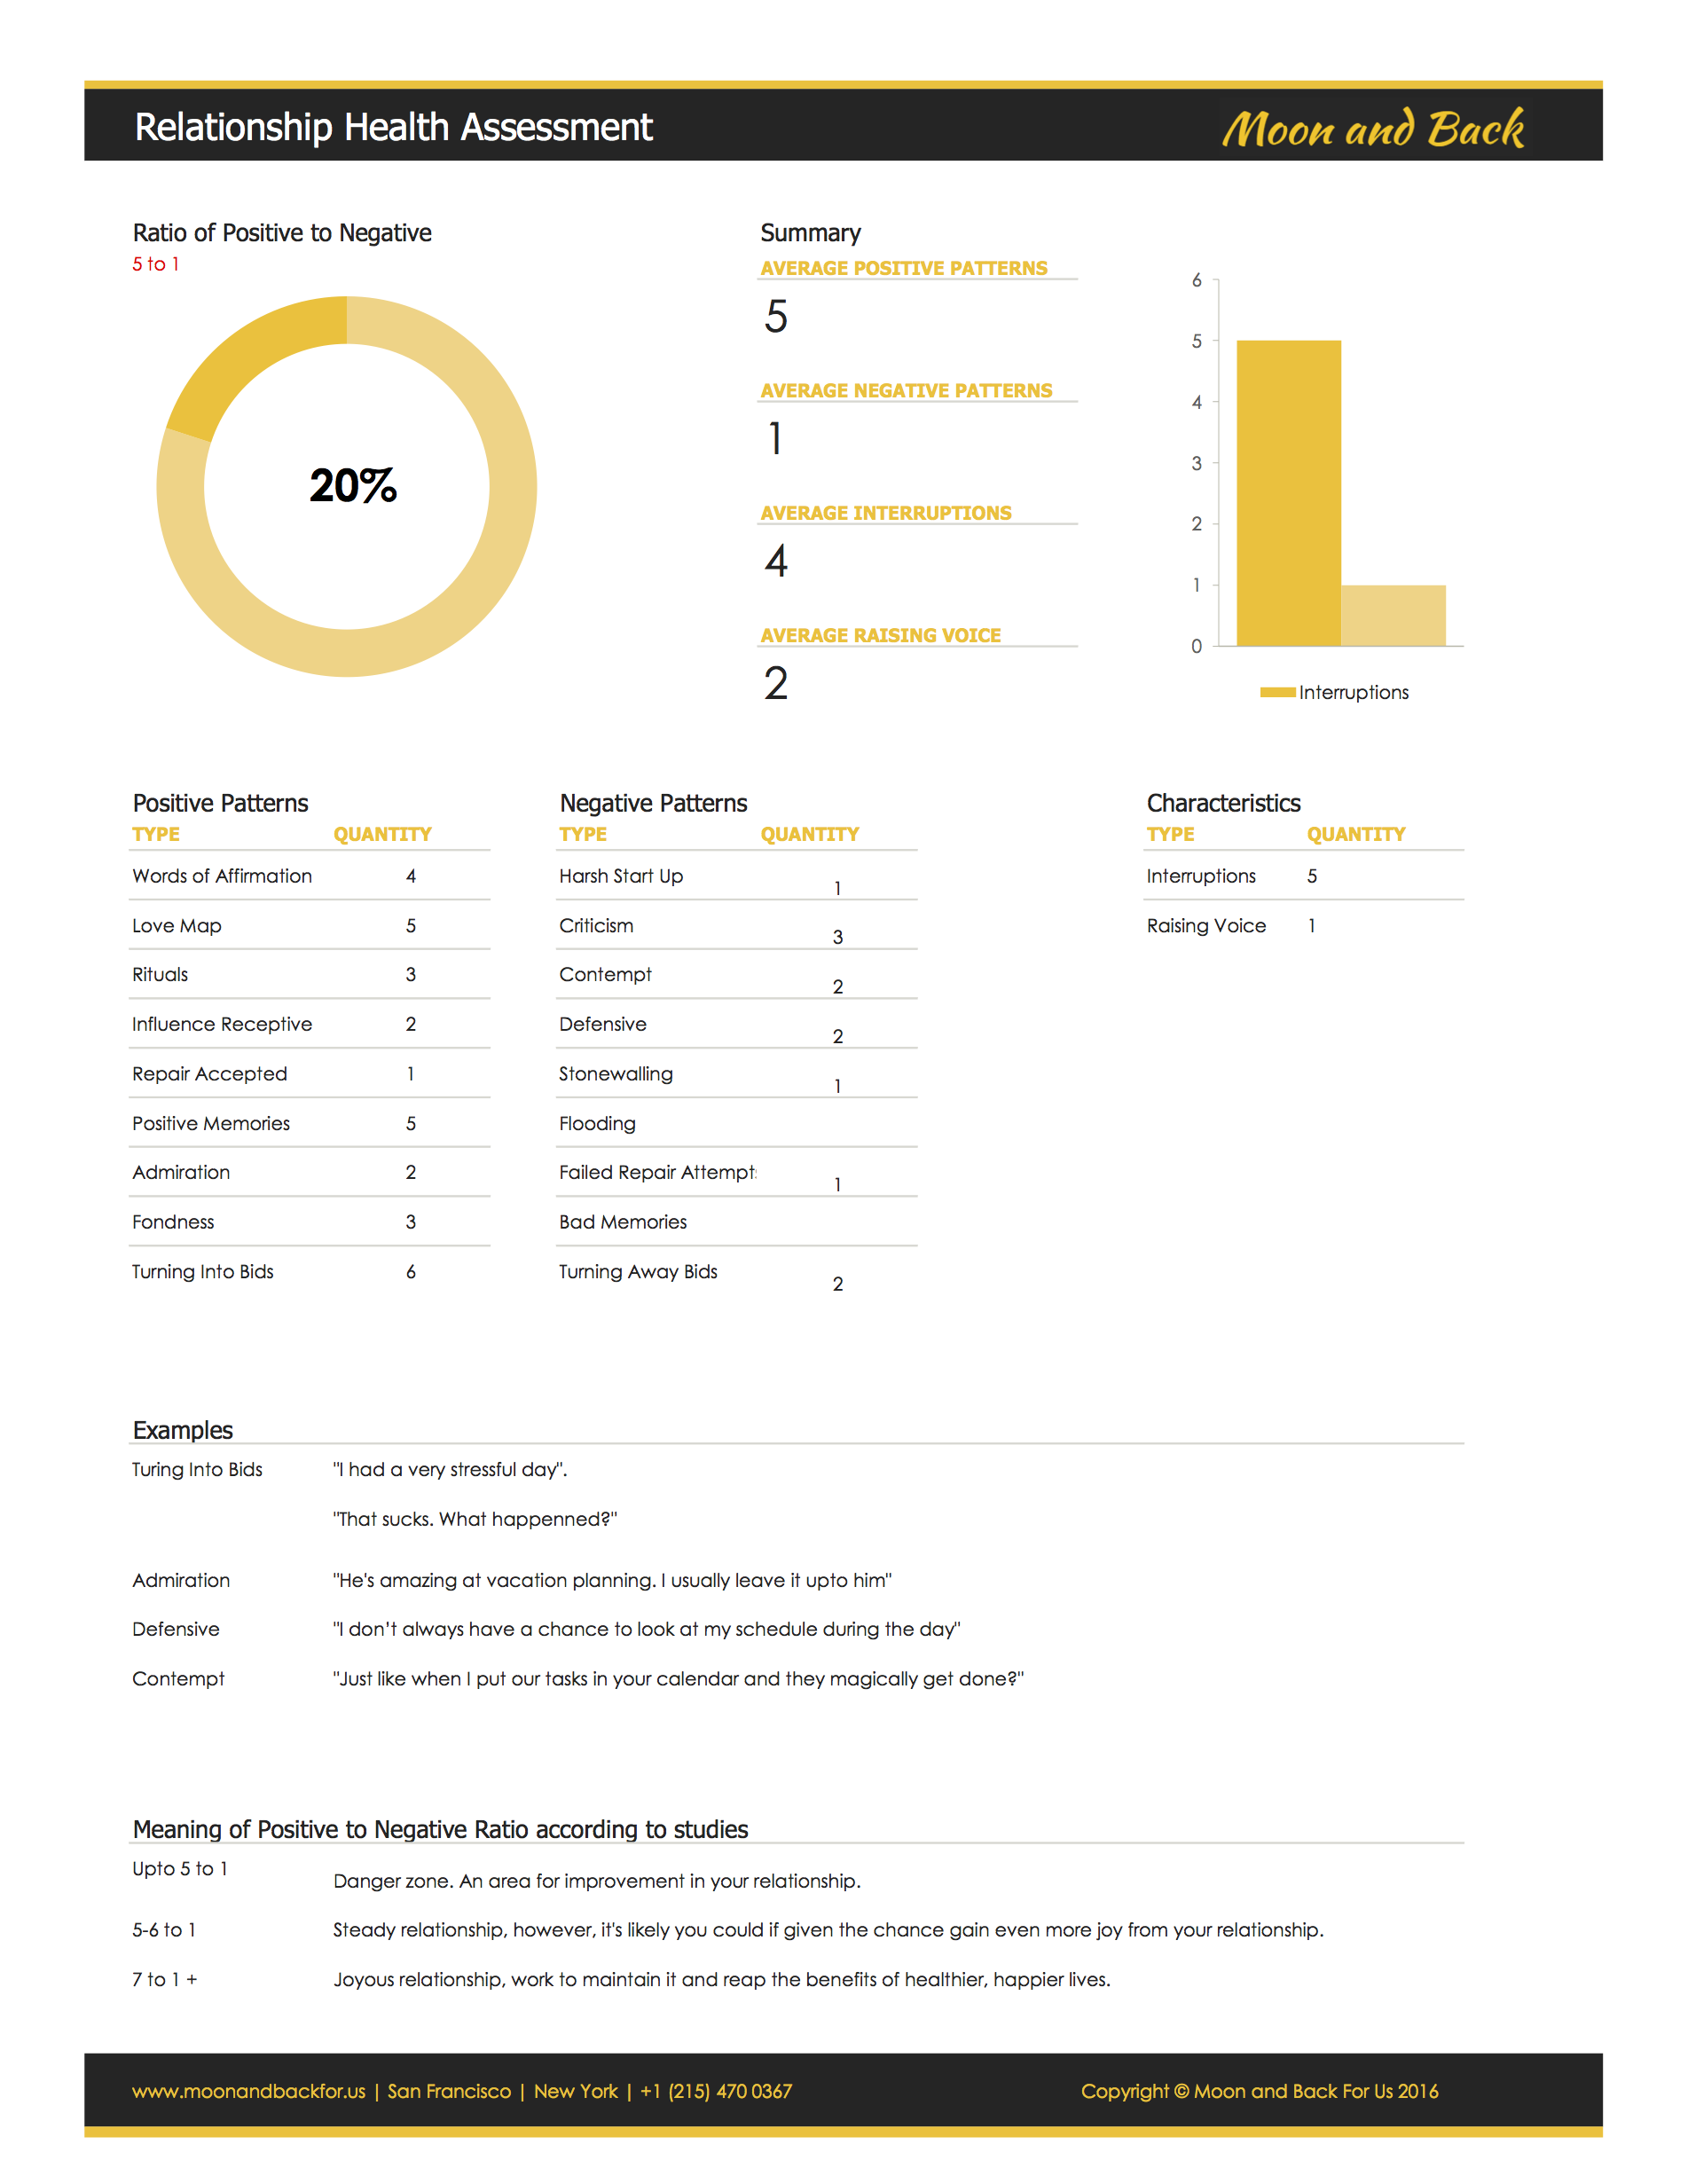 Relationship Health Assessment
Moon and Back
Ratio of Positive to Negative
5 to 1
20%
Summary
AVERAGE POSITIVE PATTERNS
5
AVERAGE NEGATIVE PATTERNS
1
AVERAGE INTERRUPTIONS
4
AVERAGE RAISING VOICE
2
6
5
4
3
2
1
0
Interruptions
Positive Patterns
TYPE QUANTITY
Words of Affirmation 4
Love Map 5
Rituals 3
Influence Receptive 2
Repair Accepted 1
Positive Memories 5
Admiration 2
Fondness 3
Turning Into Bids 6
Negative Patterns
TYPE QUANTITY
Harsh Start Up 1
Criticism 3
Contempt 2
Defensive 2
Stonewalling 1
Flooding
Failed Repair Attempt 1
Bad Memories
Turning Away Bids 2
Characteristics
TYPE QUANTITY
Interruptions 5
Raising Voice 1
Examples
Turing Into Bids "I had a very stressful day".
"That sucks. What happenned?"
Admiration "He's amazing at vacation planning. I usually leave it upto him"
Defensive "I don't always have a chance to look at my schedule during the day"
Contempt "Just like when I put our tasks in your calendar and they magically get done?"
Meaning of Positive to Negative Ratio according to studies
Upto 5 to 1 Danger zone. An area for improvement in your relationship.
5-6 to 1 Steady relationship, however, it's likely you could if given the chance gain even more joy from your relationship.
7 to 1 + Joyous relationship, work to maintain it and reap the benefits of healthier, happier lives.
www.moonandbackfor.us | San Francisco | New York | +1 (215) 470 0367
Copyright © Moon and Back For Us 2016